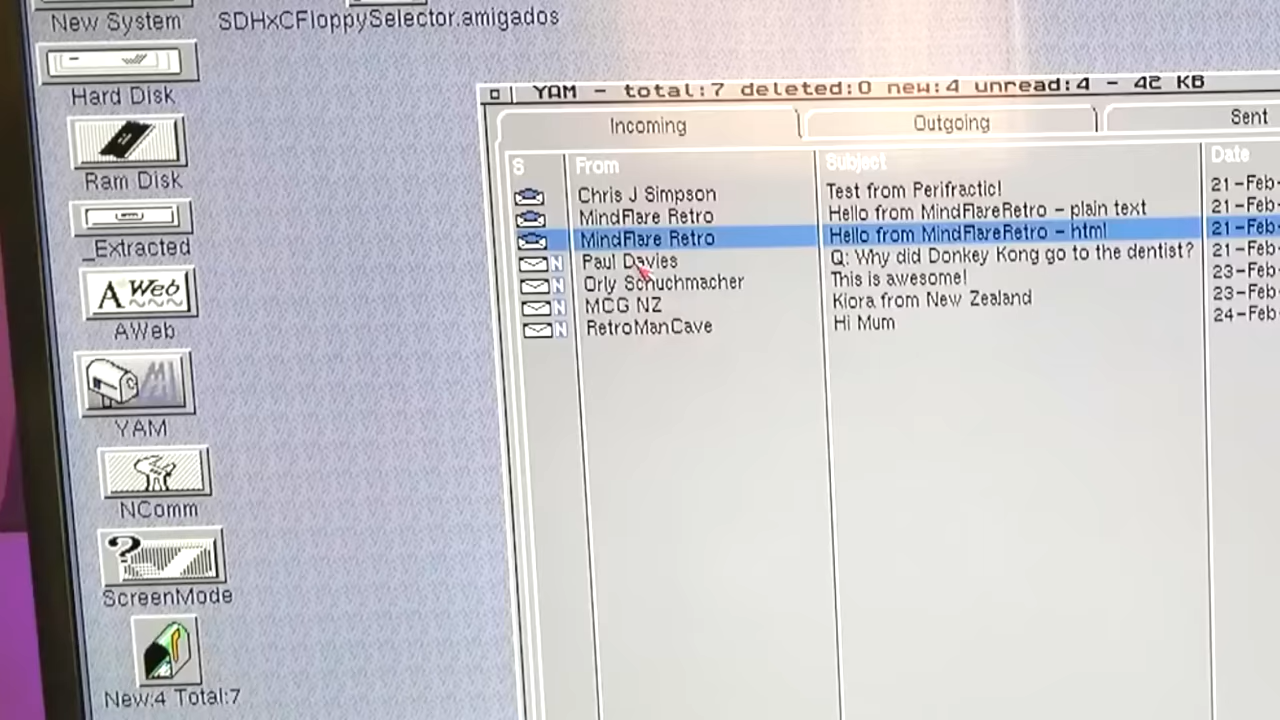 New System
SDHxCFloppySelector.amigados
Hard Disk
Ram Disk
_Extracted
A Web
AWeb
YAM
NComm
ScreenMode
New:4 Total:7
YAM - total:7 deleted:0 new:4 unread:4 - 42 KB
Incoming Outgoing Sent
S From Subject Date
Chris J Simpson Test from Perifractic! 21-Feb-
MindFlare Retro Hello from MindFlareRetro - plain text 21-Feb-
MindFlare Retro Hello from MindFlareRetro - html 21-Feb-
N Paul Davies Q: Why did Donkey Kong go to the dentist? 21-Feb-
N Orly Schuchmacher This is awesome! 23-Feb-
N MCG NZ Kiora from New Zealand 23-Feb-
N RetroManCave Hi Mum 24-Feb-